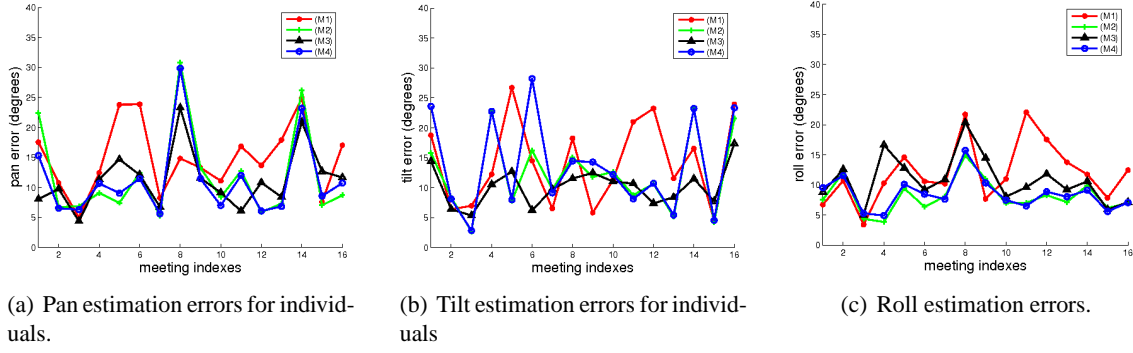 40
35
30
25
20
15
10
5
0
pan error (degrees)
2 4 6 8 10 12 14 16
meeting indexes
(M1)
(M2)
(M3)
(M4)
40
35
30
25
20
15
10
5
0
tilt error (degrees)
2 4 6 8 10 12 14 16
meeting indexes
(M1)
(M2)
(M3)
(M4)
40
35
30
25
20
15
10
5
0
roll error (degrees)
2 4 6 8 10 12 14 16
meeting indexes
(M1)
(M2)
(M3)
(M4)
(a) Pan estimation errors for individ-
uals.
(b) Tilt estimation errors for individ-
uals
(c) Roll estimation errors.